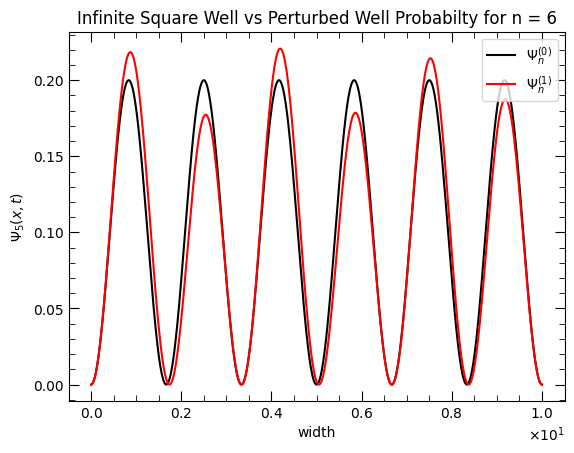 Infinite Square Well vs Perturbed Well Probabilty for n = 6
Ψₙ⁽⁰⁾
Ψₙ⁽¹⁾
0.20
0.15
0.10
0.05
0.00
Ψ₅(x, t)
0.0 0.2 0.4 0.6 0.8 1.0
width
×10¹